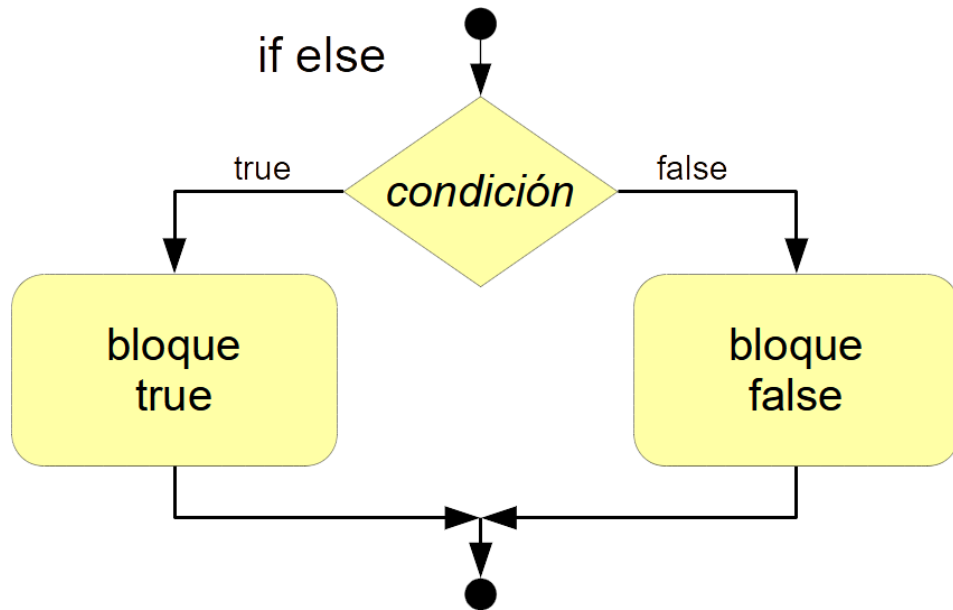 if else
true
condición
false
bloque
true
bloque
false